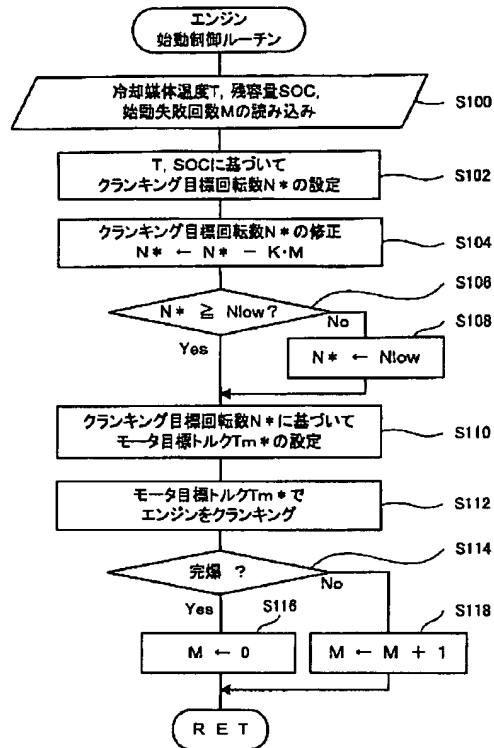 エンジン
始動制御ルーチン
冷却媒体温度T, 残容量SOC,
始動失敗回数Mの読み込み
S100
T, SOCに基づいて
クランキング目標回転数N*の設定
S102
クランキング目標回転数N*の修正
N* ← N* − K・M
S104
N* ≧ Nlow?
S106
No
S108
Yes
N* ← Nlow
クランキング目標回転数N*に基づいて
モータ目標トルクTm*の設定
S110
モータ目標トルクTm*で
エンジンをクランキング
S112
完爆 ?
S114
No
Yes
S116
S118
M ← 0
M ← M + 1
RET